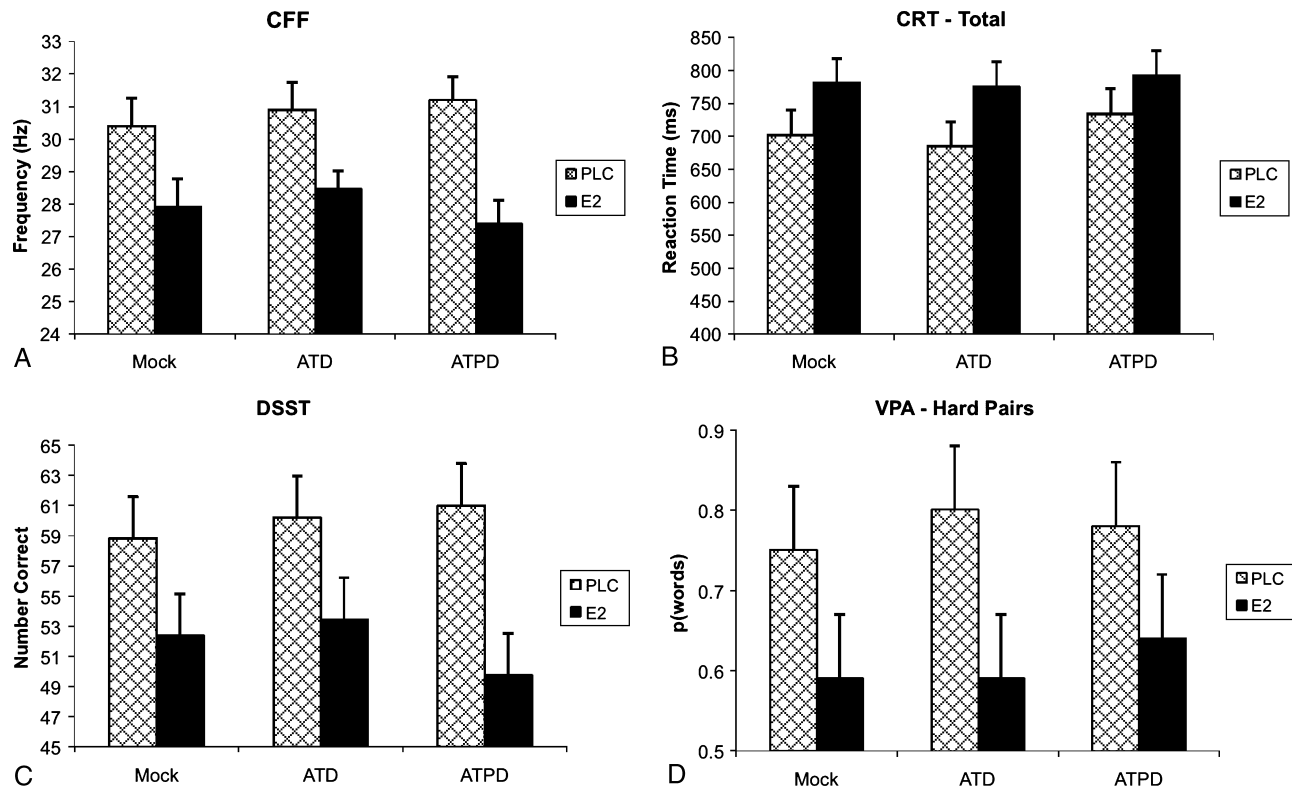 CFF
Frequency (Hz)
33
32
31
30
29
28
27
26
25
24
Mock
ATD
ATPD
PLC
E2
A
CRT - Total
Reaction Time (ms)
850
800
750
700
650
600
550
500
450
400
Mock
ATD
ATPD
PLC
E2
B
DSST
Number Correct
65
63
61
59
57
55
53
51
49
47
45
Mock
ATD
ATPD
PLC
E2
C
VPA - Hard Pairs
p(words)
0.9
0.8
0.7
0.6
0.5
Mock
ATD
ATPD
PLC
E2
D